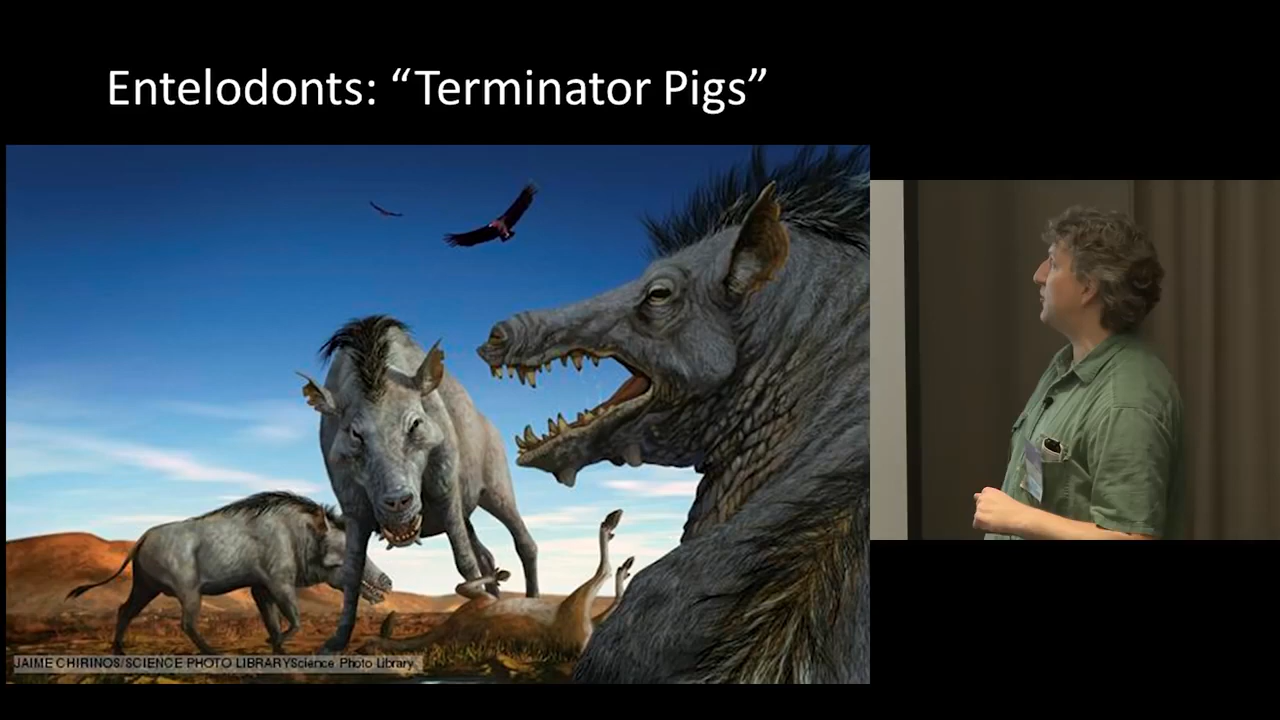 Entelodonts: “Terminator Pigs”
JAIME CHIRINOS/SCIENCE PHOTO LIBRARYScience Photo Library